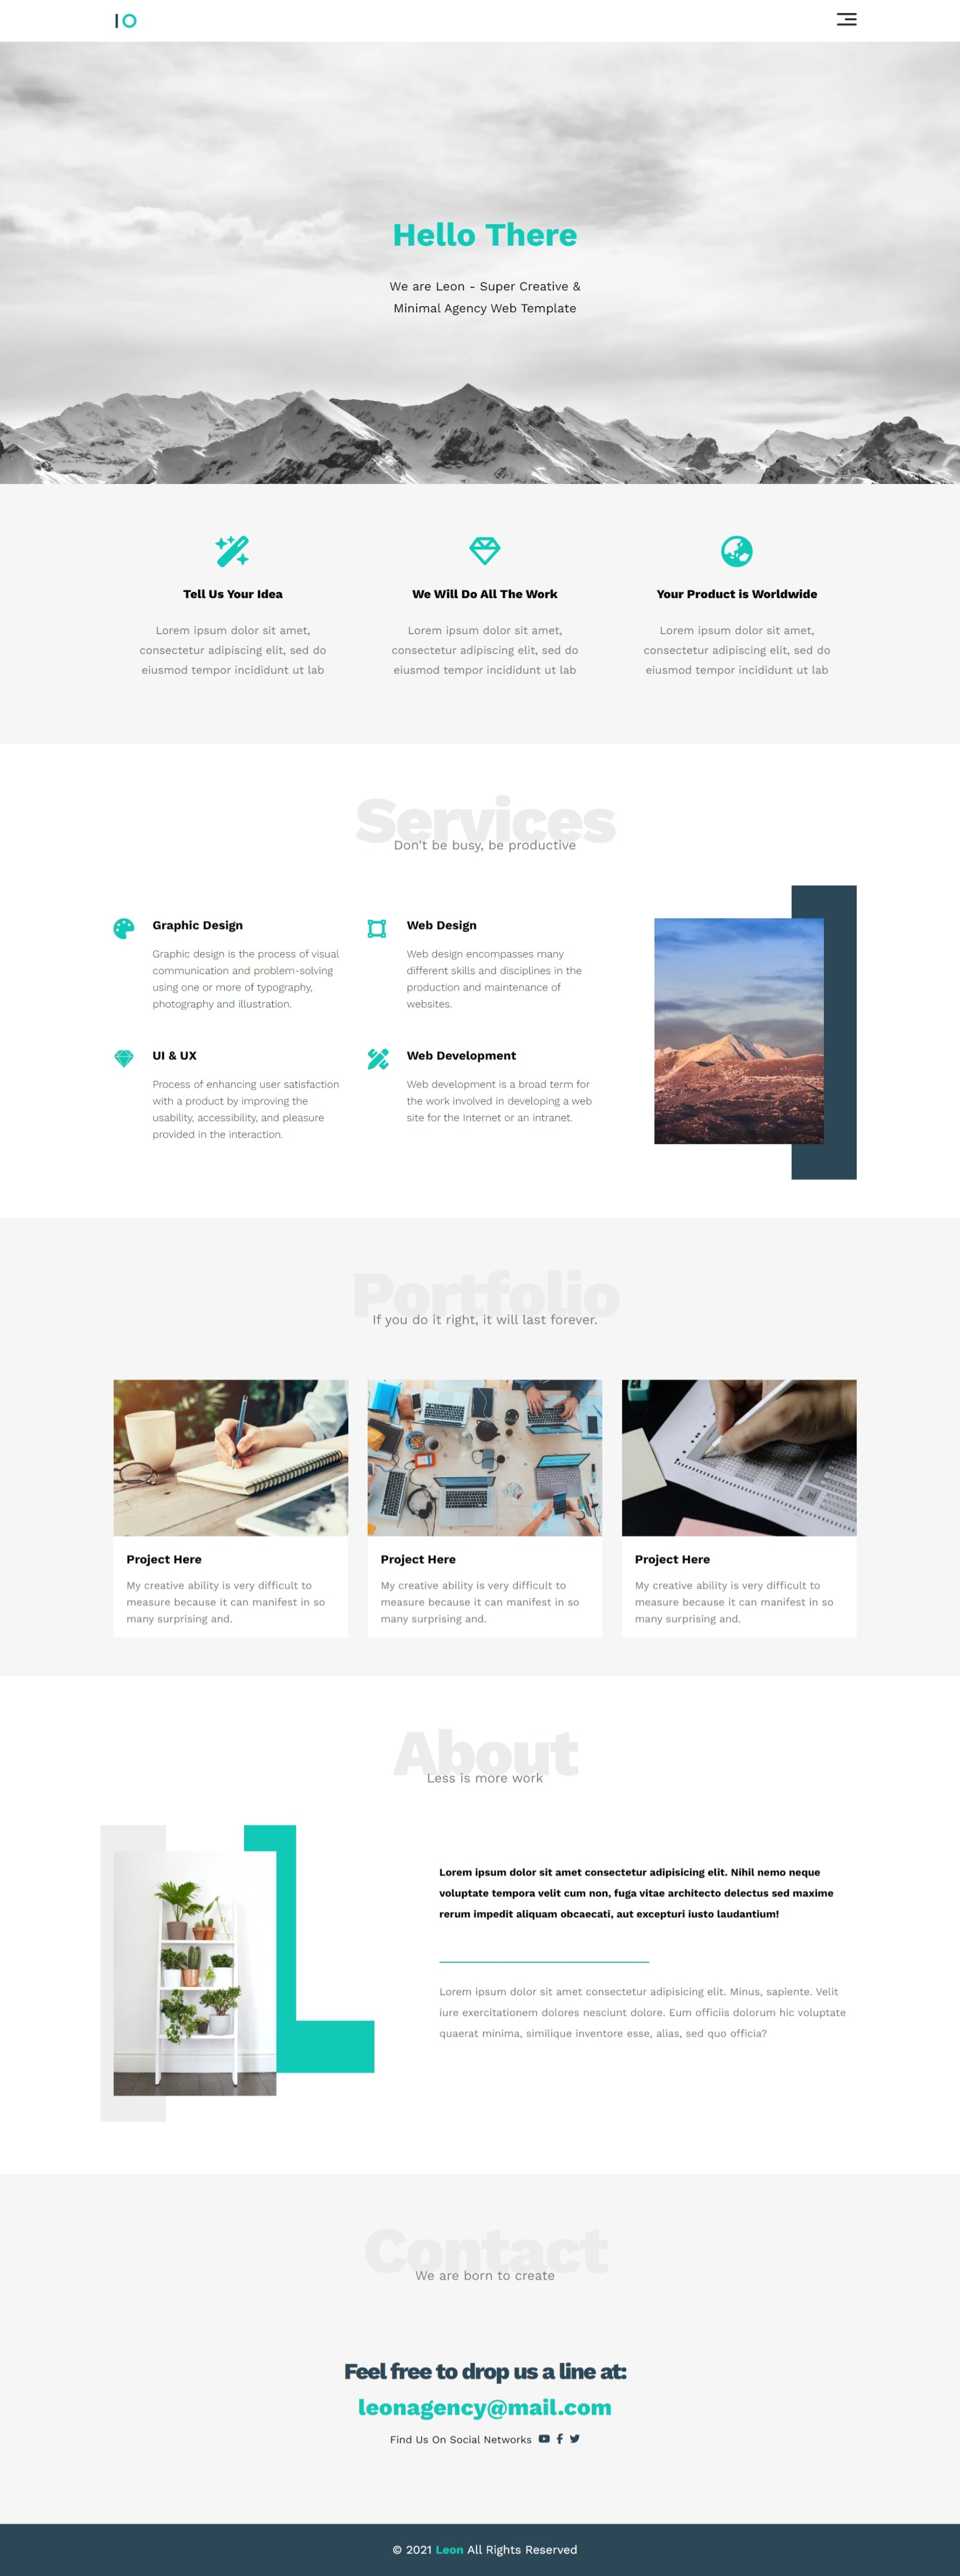 Hello There
We are Leon - Super Creative &
Minimal Agency Web Template
Tell Us Your Idea
Lorem ipsum dolor sit amet,
consectetur adipiscing elit, sed do
eiusmod tempor incididunt ut lab
We Will Do All The Work
Lorem ipsum dolor sit amet,
consectetur adipiscing elit, sed do
eiusmod tempor incididunt ut lab
Your Product is Worldwide
Lorem ipsum dolor sit amet,
consectetur adipiscing elit, sed do
eiusmod tempor incididunt ut lab
Services
Don't be busy, be productive
Graphic Design
Graphic design is the process of visual
communication and problem-solving
using one or more of typography,
photography and illustration.
Web Design
Web design encompasses many
different skills and disciplines in the
production and maintenance of
websites.
UI & UX
Process of enhancing user satisfaction
with a product by improving the
usability, accessibility, and pleasure
provided in the interaction.
Web Development
Web development is a broad term for
the work involved in developing a web
site for the Internet or an intranet.
Portfolio
If you do it right, it will last forever.
Project Here
My creative ability is very difficult to
measure because it can manifest in so
many surprising and.
Project Here
My creative ability is very difficult to
measure because it can manifest in so
many surprising and.
Project Here
My creative ability is very difficult to
measure because it can manifest in so
many surprising and.
About
Less is more work
Lorem ipsum dolor sit amet consectetur adipisicing elit. Nihil nemo neque
voluptate tempora velit cum non, fuga vitae architecto delectus sed maxime
rerum impedit aliquam obcaecati, aut excepturi iusto laudantium!
Lorem ipsum dolor sit amet consectetur adipisicing elit. Minus, sapiente. Velit
iure exercitationem dolores nesciunt dolore. Eum officiis dolorum hic voluptate
quaerat minima, similique inventore esse, alias, sed quo officia?
Contact
We are born to create
Feel free to drop us a line at:
leonagency@mail.com
Find Us On Social Networks
© 2021 Leon All Rights Reserved